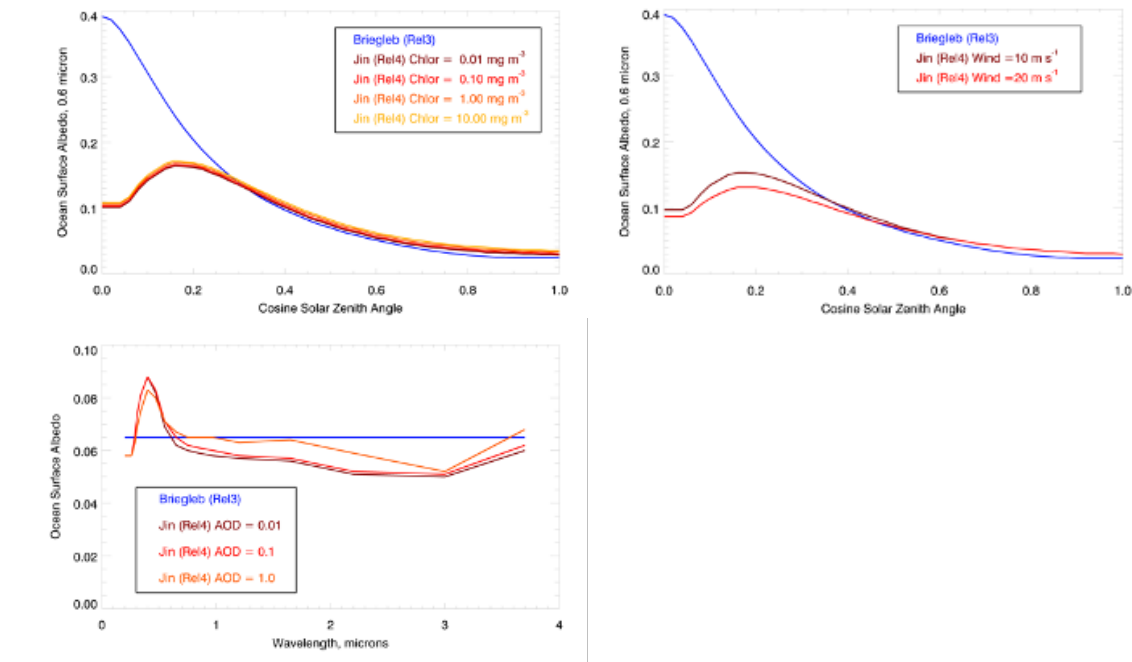 0.4
0.3
0.2
0.1
0.0
Ocean Surface Albedo, 0.6 micron
Briegleb (Rel3)
Jin (Rel4) Chlor = 0.01 mg m⁻³
Jin (Rel4) Chlor = 0.10 mg m⁻³
Jin (Rel4) Chlor = 1.00 mg m⁻³
Jin (Rel4) Chlor = 10.00 mg m⁻³
0.0 0.2 0.4 0.6 0.8 1.0
Cosine Solar Zenith Angle
0.4
0.3
0.2
0.1
0.0
Ocean Surface Albedo, 0.6 micron
Briegleb (Rel3)
Jin (Rel4) Wind =10 m s⁻¹
Jin (Rel4) Wind =20 m s⁻¹
0.0 0.2 0.4 0.6 0.8 1.0
Cosine Solar Zenith Angle
0.10
0.08
0.06
0.04
0.02
0.00
Ocean Surface Albedo
Briegleb (Rel3)
Jin (Rel4) AOD = 0.01
Jin (Rel4) AOD = 0.1
Jin (Rel4) AOD = 1.0
0 1 2 3 4
Wavelength, microns